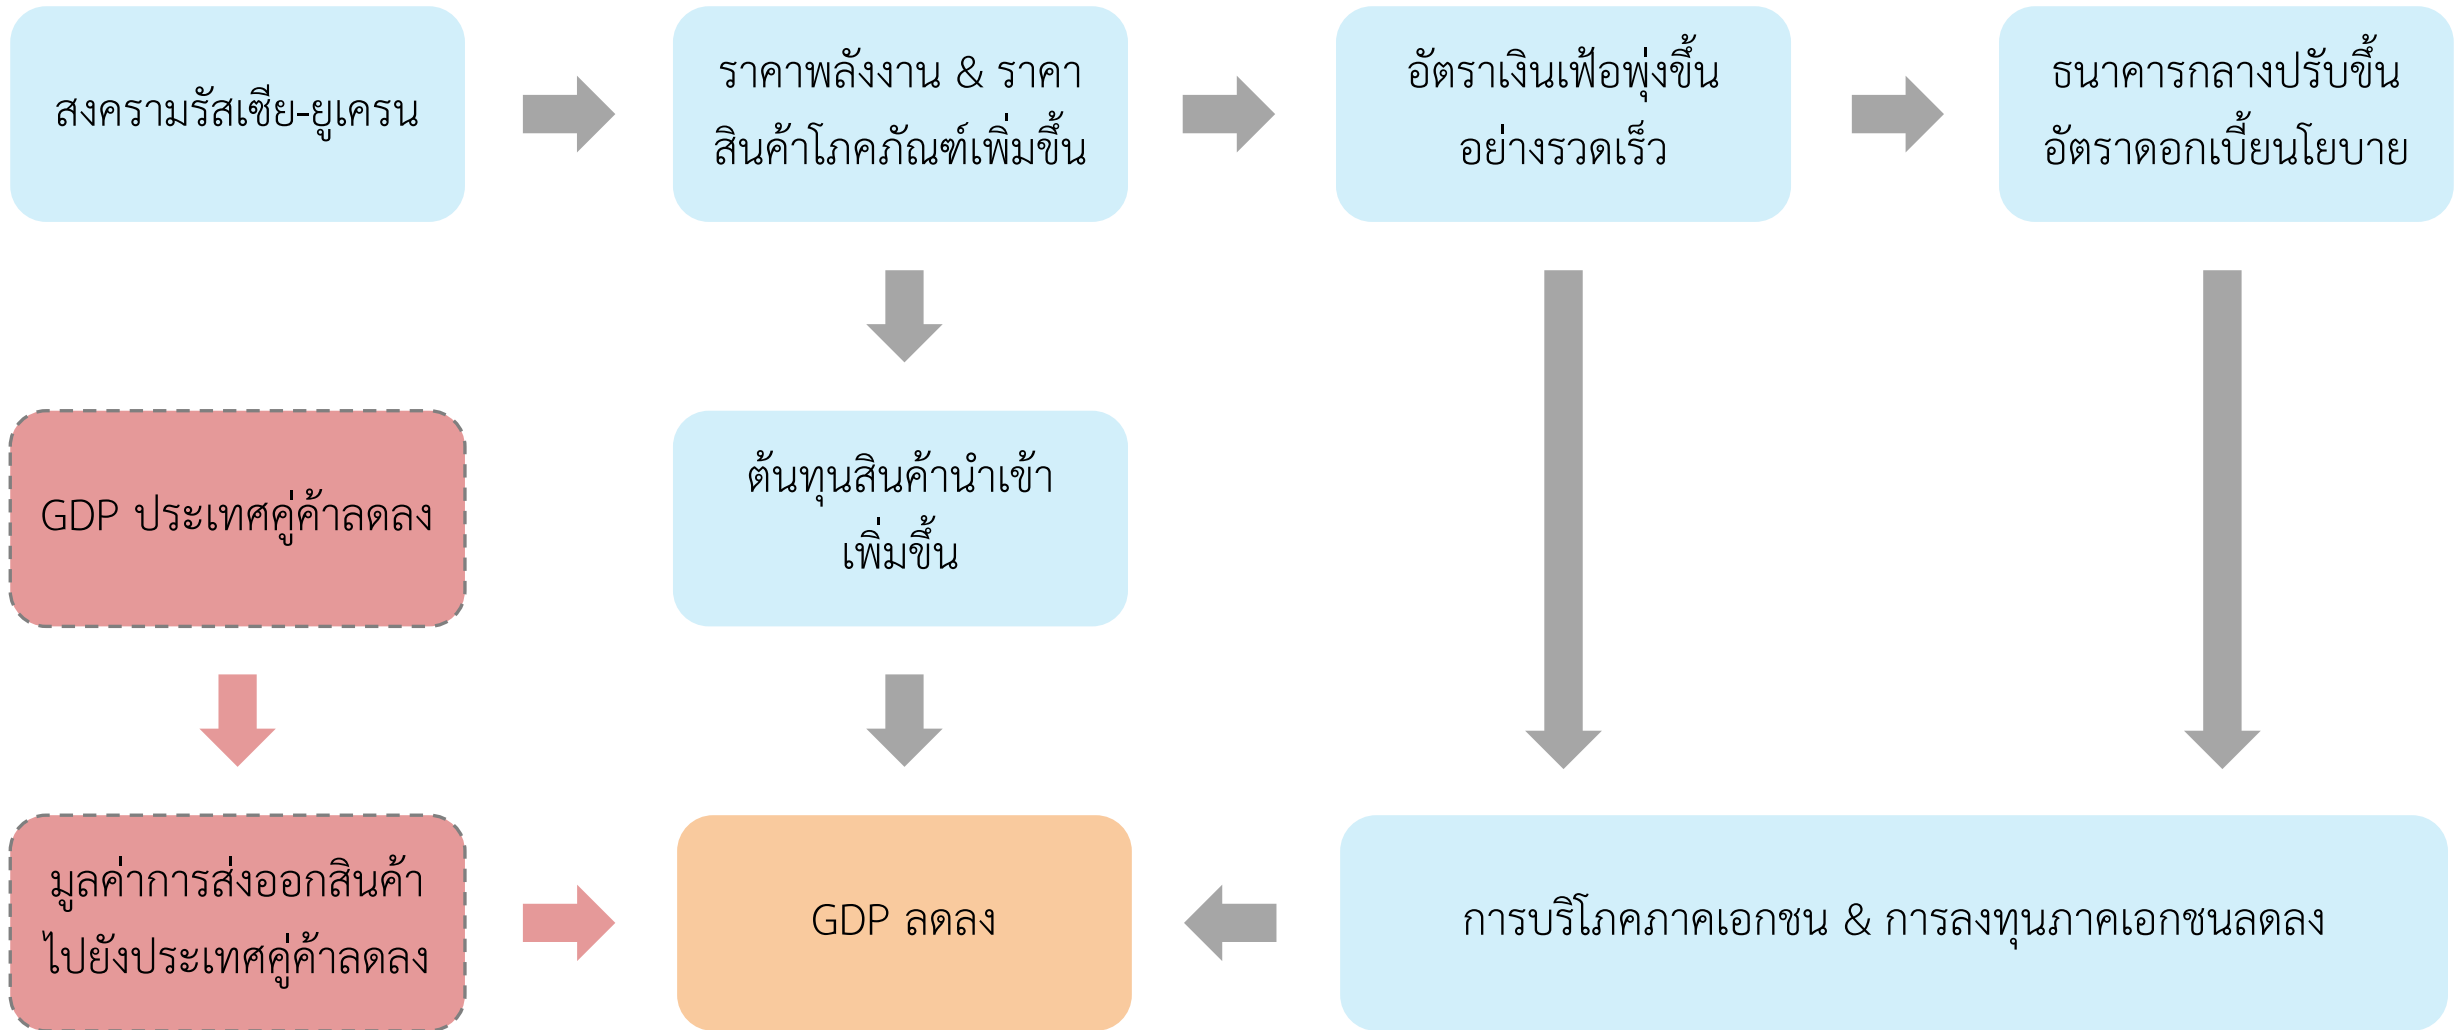 สงครามรัสเซีย-ยูเครน
ราคาพลังงาน & ราคา
สินค้าโภคภัณฑ์เพิ่มขึ้น
อัตราเงินเฟ้อพุ่งขึ้น
อย่างรวดเร็ว
ธนาคารกลางปรับขึ้น
อัตราดอกเบี้ยนโยบาย
GDP ประเทศคู่ค้าลดลง
ต้นทุนสินค้านำเข้า
เพิ่มขึ้น
มูลค่าการส่งออกสินค้า
ไปยังประเทศคู่ค้าลดลง
GDP ลดลง
การบริโภคภาคเอกชน & การลงทุนภาคเอกชนลดลง